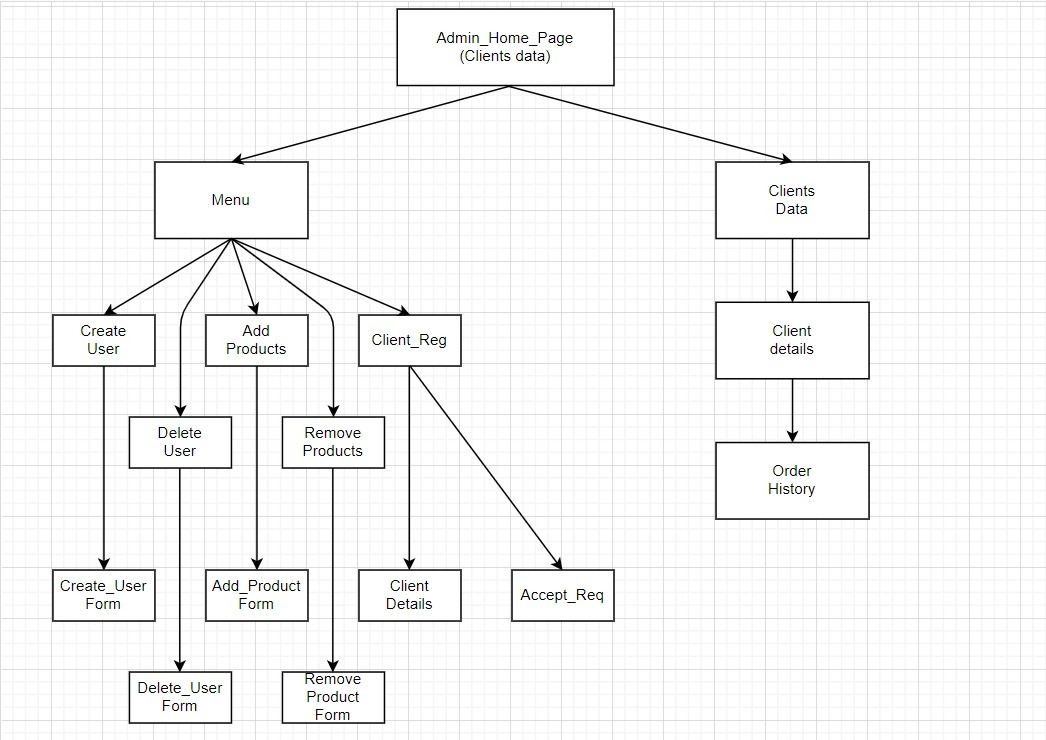 Admin_Home_Page
(Clients data)
Menu
Clients
Data
Create
User
Add
Products
Client_Reg
Client
details
Delete
User
Remove
Products
Order
History
Create_User
Form
Add_Product
Form
Client
Details
Accept_Req
Delete_User
Form
Remove
Product
Form